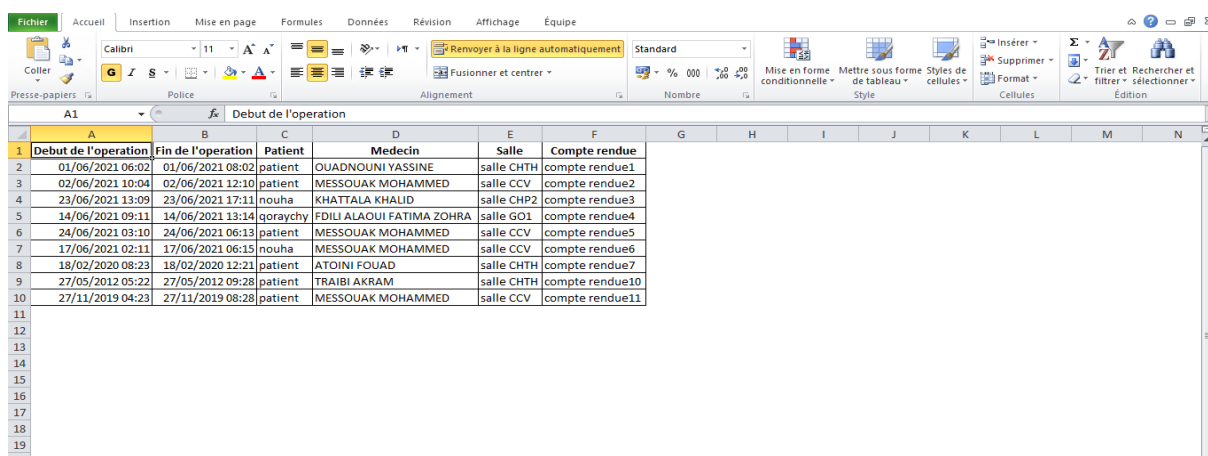 Fichier Accueil Insertion Mise en page Formules Données Révision Affichage Équipe
Coller
Calibri 11
G I S
Renvoyer à la ligne automatiquement
Fusionner et centrer
Standard
% 000
Mise en forme conditionnelle
Mettre sous forme de tableau
Styles de cellules
Insérer
Supprimer
Format
Trier et filtrer
Rechercher et sélectionner
Presse-papiers Police Alignement Nombre Style Cellules Édition
A1 fx Debut de l'operation
A B C D E F G H I J K L M N
1 Debut de l'operation Fin de l'operation Patient Medecin Salle Compte rendue
2 01/06/2021 06:02 01/06/2021 08:02 patient OUADNOUNI YASSINE salle CHTH compte rendue1
3 02/06/2021 10:04 02/06/2021 12:10 patient MESSOUAK MOHAMMED salle CCV compte rendue2
4 23/06/2021 13:09 23/06/2021 17:11 nouha KHATTALA KHALID salle CHP2 compte rendue3
5 14/06/2021 09:11 14/06/2021 13:14 qoraychy FDILI ALAOUI FATIMA ZOHRA salle GO1 compte rendue4
6 24/06/2021 03:10 24/06/2021 06:13 patient MESSOUAK MOHAMMED salle CCV compte rendue5
7 17/06/2021 02:11 17/06/2021 06:15 nouha MESSOUAK MOHAMMED salle CCV compte rendue6
8 18/02/2020 08:23 18/02/2020 12:21 patient ATOINI FOUAD salle CHTH compte rendue7
9 27/05/2012 05:22 27/05/2012 09:28 patient TRAIBI AKRAM salle CHTH compte rendue10
10 27/11/2019 04:23 27/11/2019 08:28 patient MESSOUAK MOHAMMED salle CCV compte rendue11
11
12
13
14
15
16
17
18
19